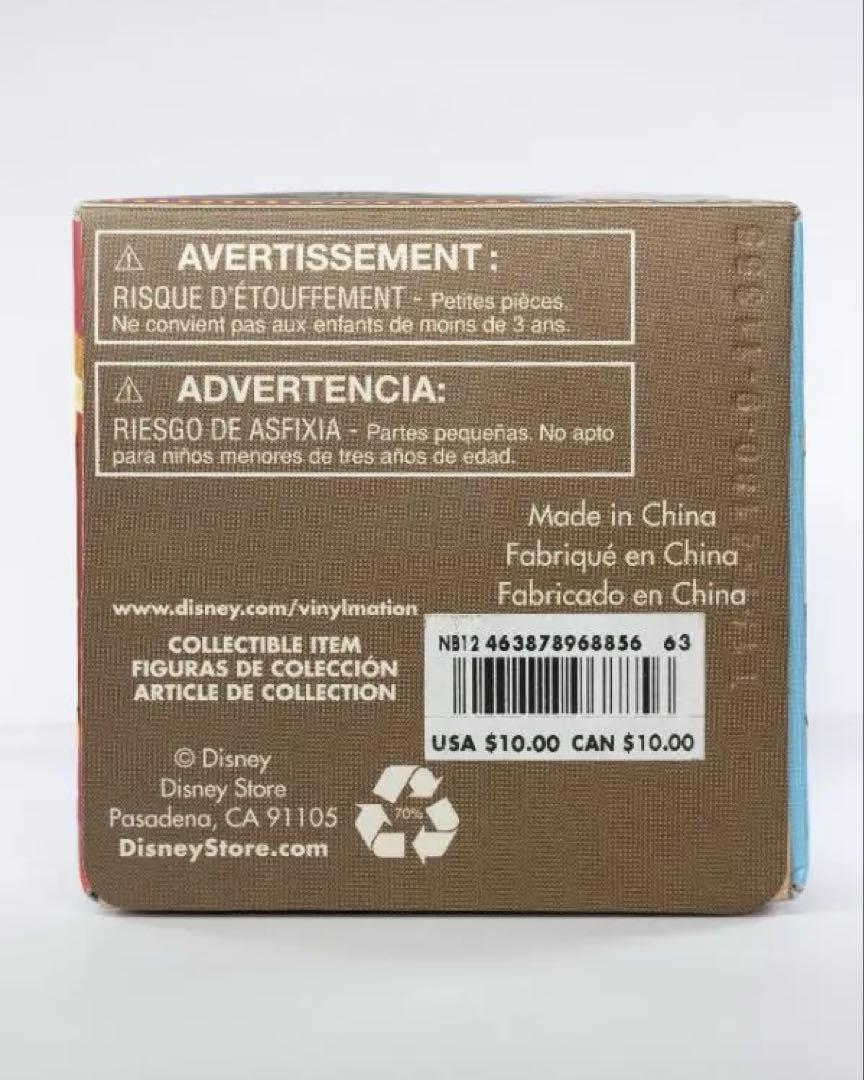 AVERTISSEMENT :
RISQUE D'ÉTOUFFEMENT - Petites pièces.
Ne convient pas aux enfants de moins de 3 ans.
ADVERTENCIA:
RIESGO DE ASFIXIA - Partes pequeñas. No apto
para niños menores de tres años de edad.
Made in China
Fabriqué en China
Fabricado en China
www.disney.com/vinylmation
COLLECTIBLE ITEM
FIGURAS DE COLECCIÓN
ARTICLE DE COLLECTION
NB12 463878968856 63
USA $10.00 CAN $10.00
© Disney
Disney Store
Pasadena, CA 91105
DisneyStore.com
70%